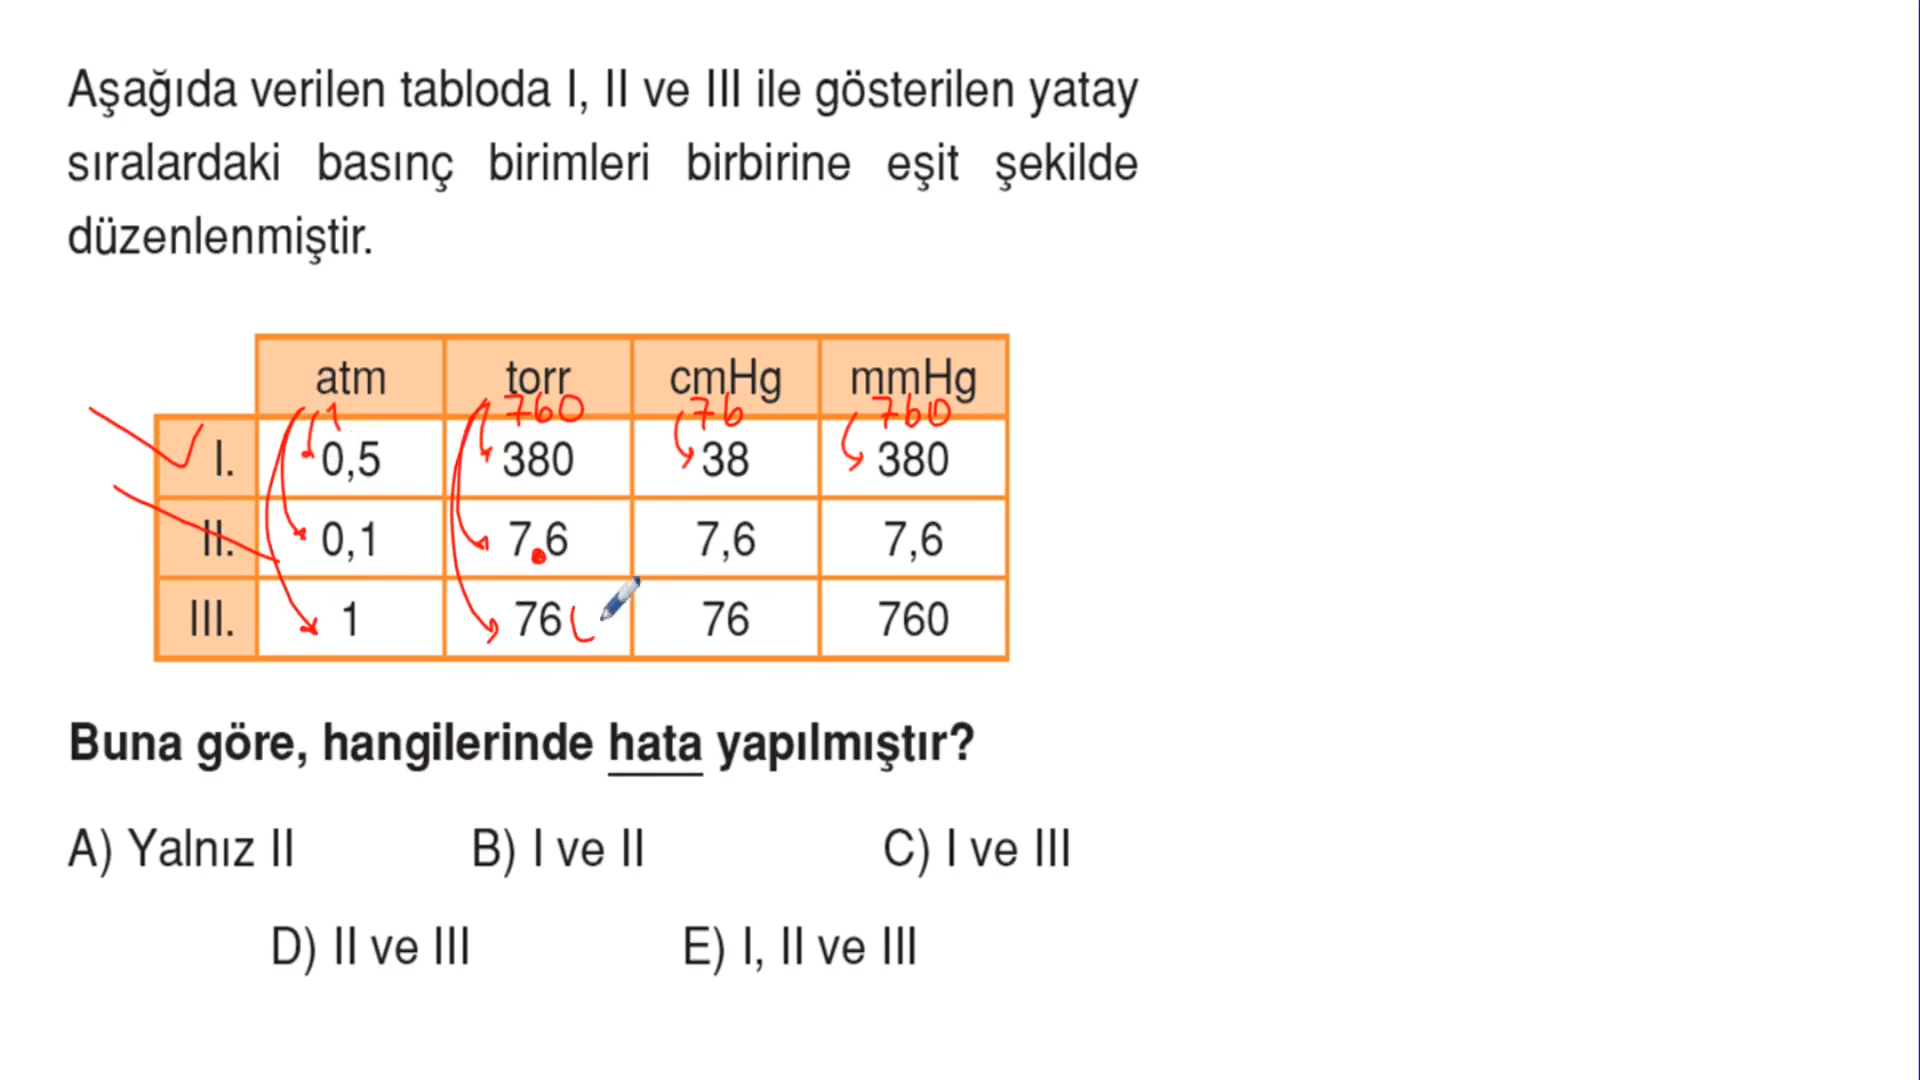 Aşağıda verilen tabloda I, II ve III ile gösterilen yatay
sıralardaki basınç birimleri birbirine eşit şekilde
düzenlenmiştir.
atm torr cmHg mmHg
1 760 76 760
I. 0,5 380 38 380
II. 0,1 7,6 7,6 7,6
III. 1 76 76 760
Buna göre, hangilerinde hata yapılmıştır?
A) Yalnız II B) I ve II C) I ve III
D) II ve III E) I, II ve III